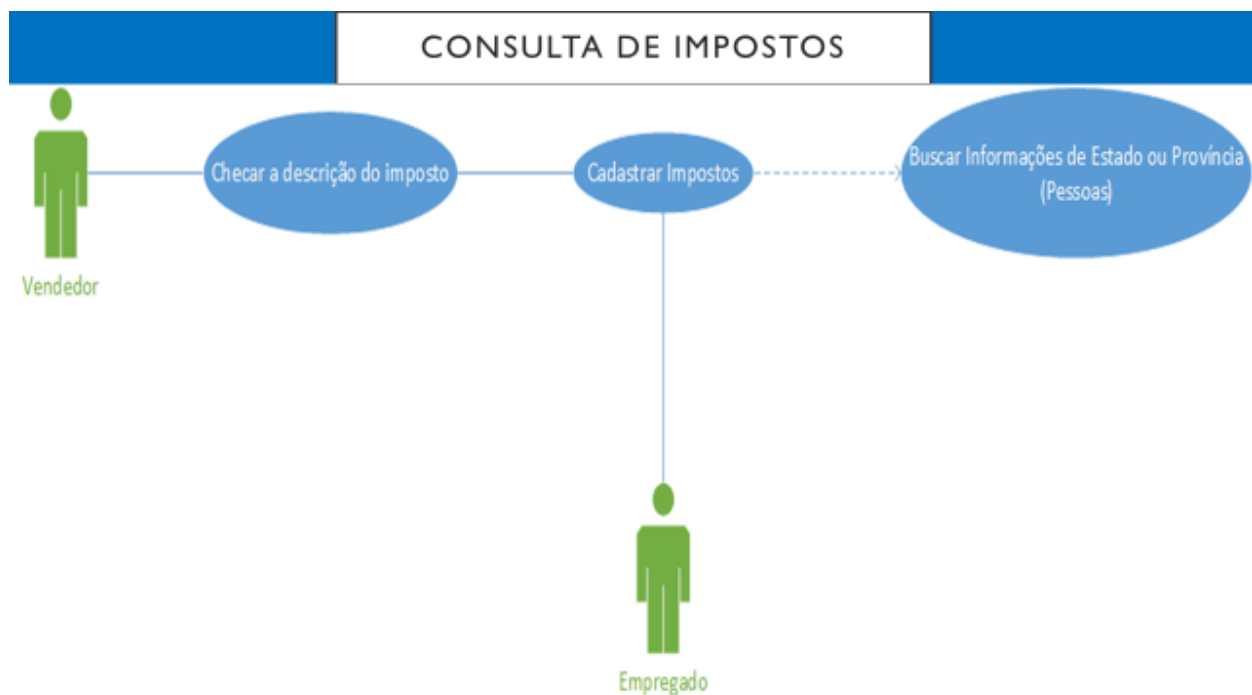 CONSULTA DE IMPOSTOS
Checar a descrição do imposto
Cadastrar Impostos
Buscar Informações de Estado ou Província
(Pessoas)
Vendedor
Empregado